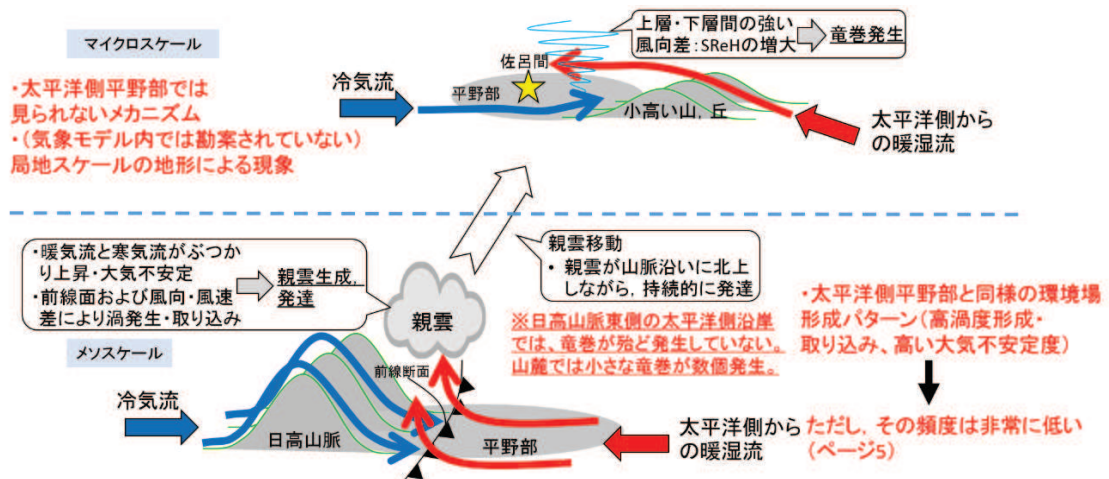 マイクロスケール
・太平洋側平野部では
見られないメカニズム
・(気象モデル内では勘案されていない)
局地スケールの地形による現象
冷気流
平野部
佐呂間
上層・下層間の強い
風向差:SReHの増大
竜巻発生
小高い山, 丘
太平洋側から
の暖湿流
・暖気流と寒気流がぶつか
り上昇・大気不安定
・前線面および風向・風速
差により渦発生・取り込み
親雲生成,
発達
親雲
親雲移動
• 親雲が山脈沿いに北上
しながら, 持続的に発達
※日高山脈東側の太平洋側沿岸
では、竜巻が殆ど発生していない。
山麓では小さな竜巻が数個発生。
・太平洋側平野部と同様の環境場
形成パターン(高渦度形成・
取り込み、高い大気不安定度)
ただし, その頻度は非常に低い
(ページ5)
メソスケール
冷気流
日高山脈
前線断面
平野部
太平洋側から
の暖湿流